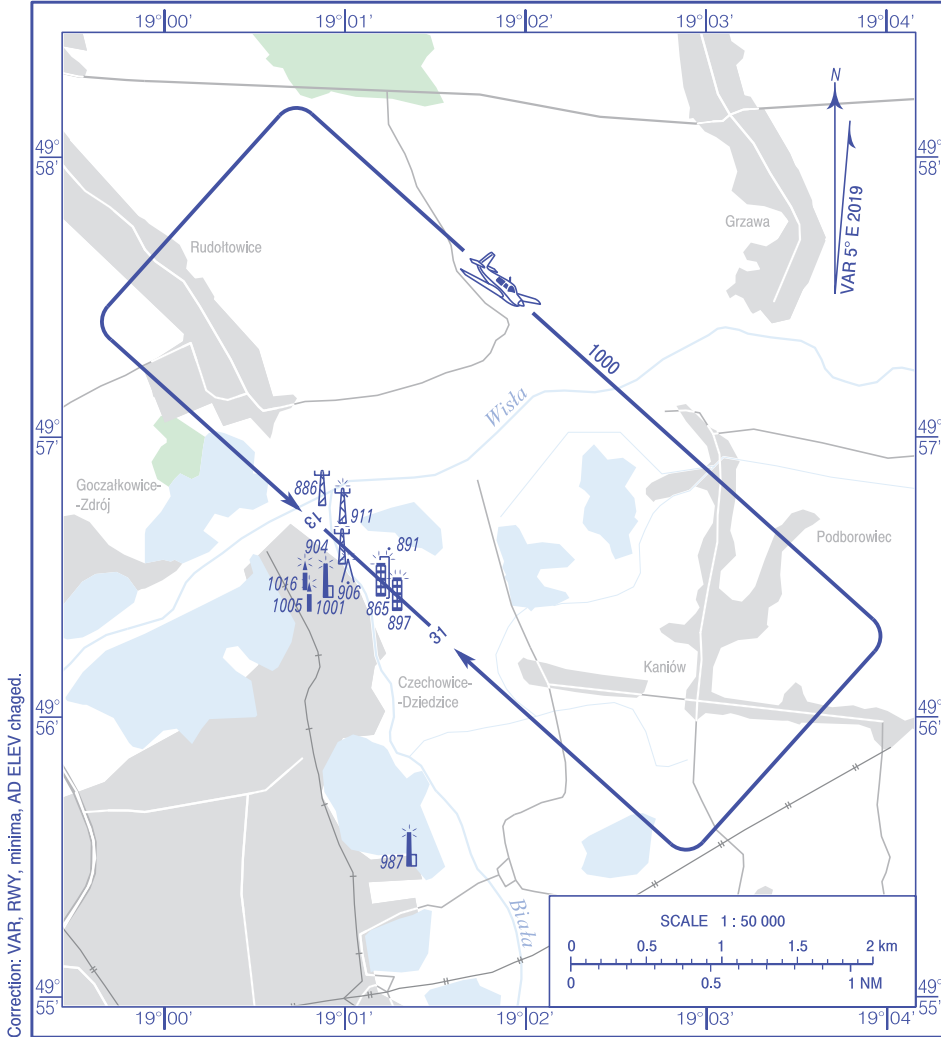 19°00' 19°01' 19°02' 19°03' 19°04'
N
VAR 5° E 2019
49°
58'
49°
58'
Grzawa
Rudołtowice
1000
Wisła
49°
57'
49°
57'
Goczałkowice-
-Zdrój
886
911
13
Podborowiec
904
891
1016
906
1005
1001
865
897
31
Kaniów
Czechowice-
-Dziedzice
49°
56'
49°
56'
987
Biała
SCALE 1 : 50 000
0 0.5 1 1.5 2 km
0 0.5 1 NM
49°
55'
49°
55'
19°00' 19°01' 19°02' 19°03' 19°04'
Correction: VAR, RWY, minima, AD ELEV chaged.